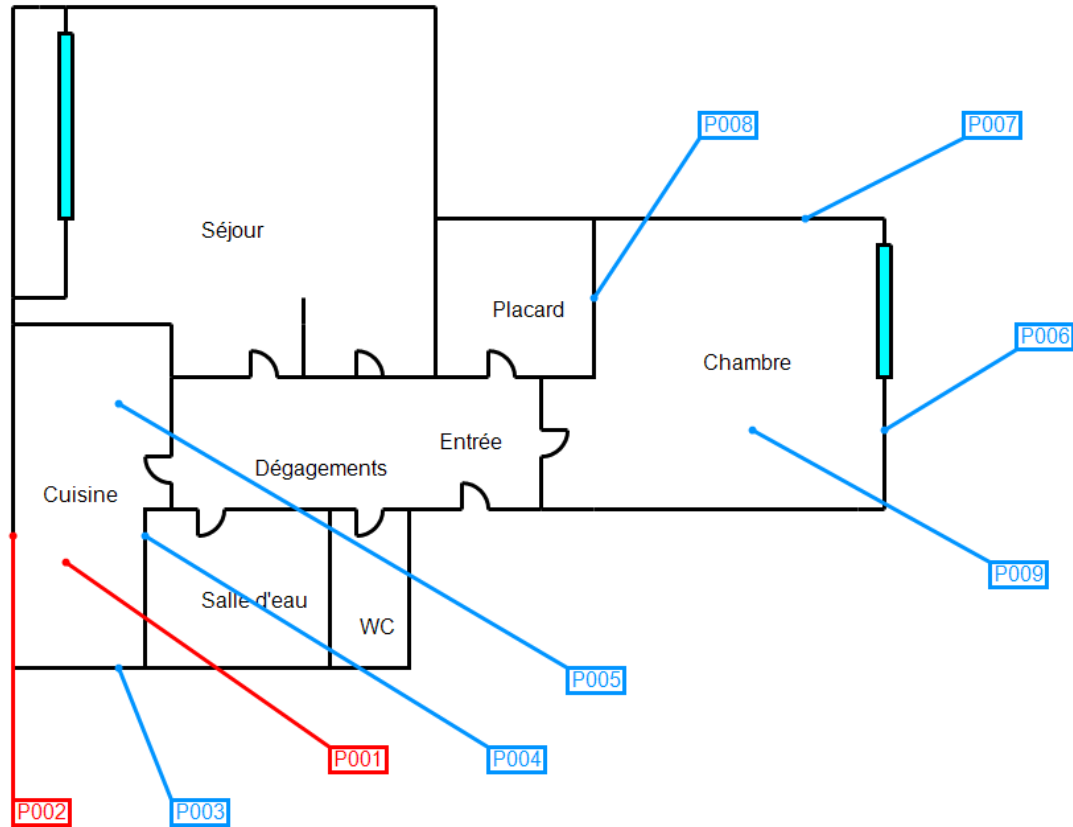 P008
P007
Séjour
Placard
P006
Chambre
Entrée
Dégagements
Cuisine
P009
Salle d'eau
WC
P005
P001
P004
P002
P003